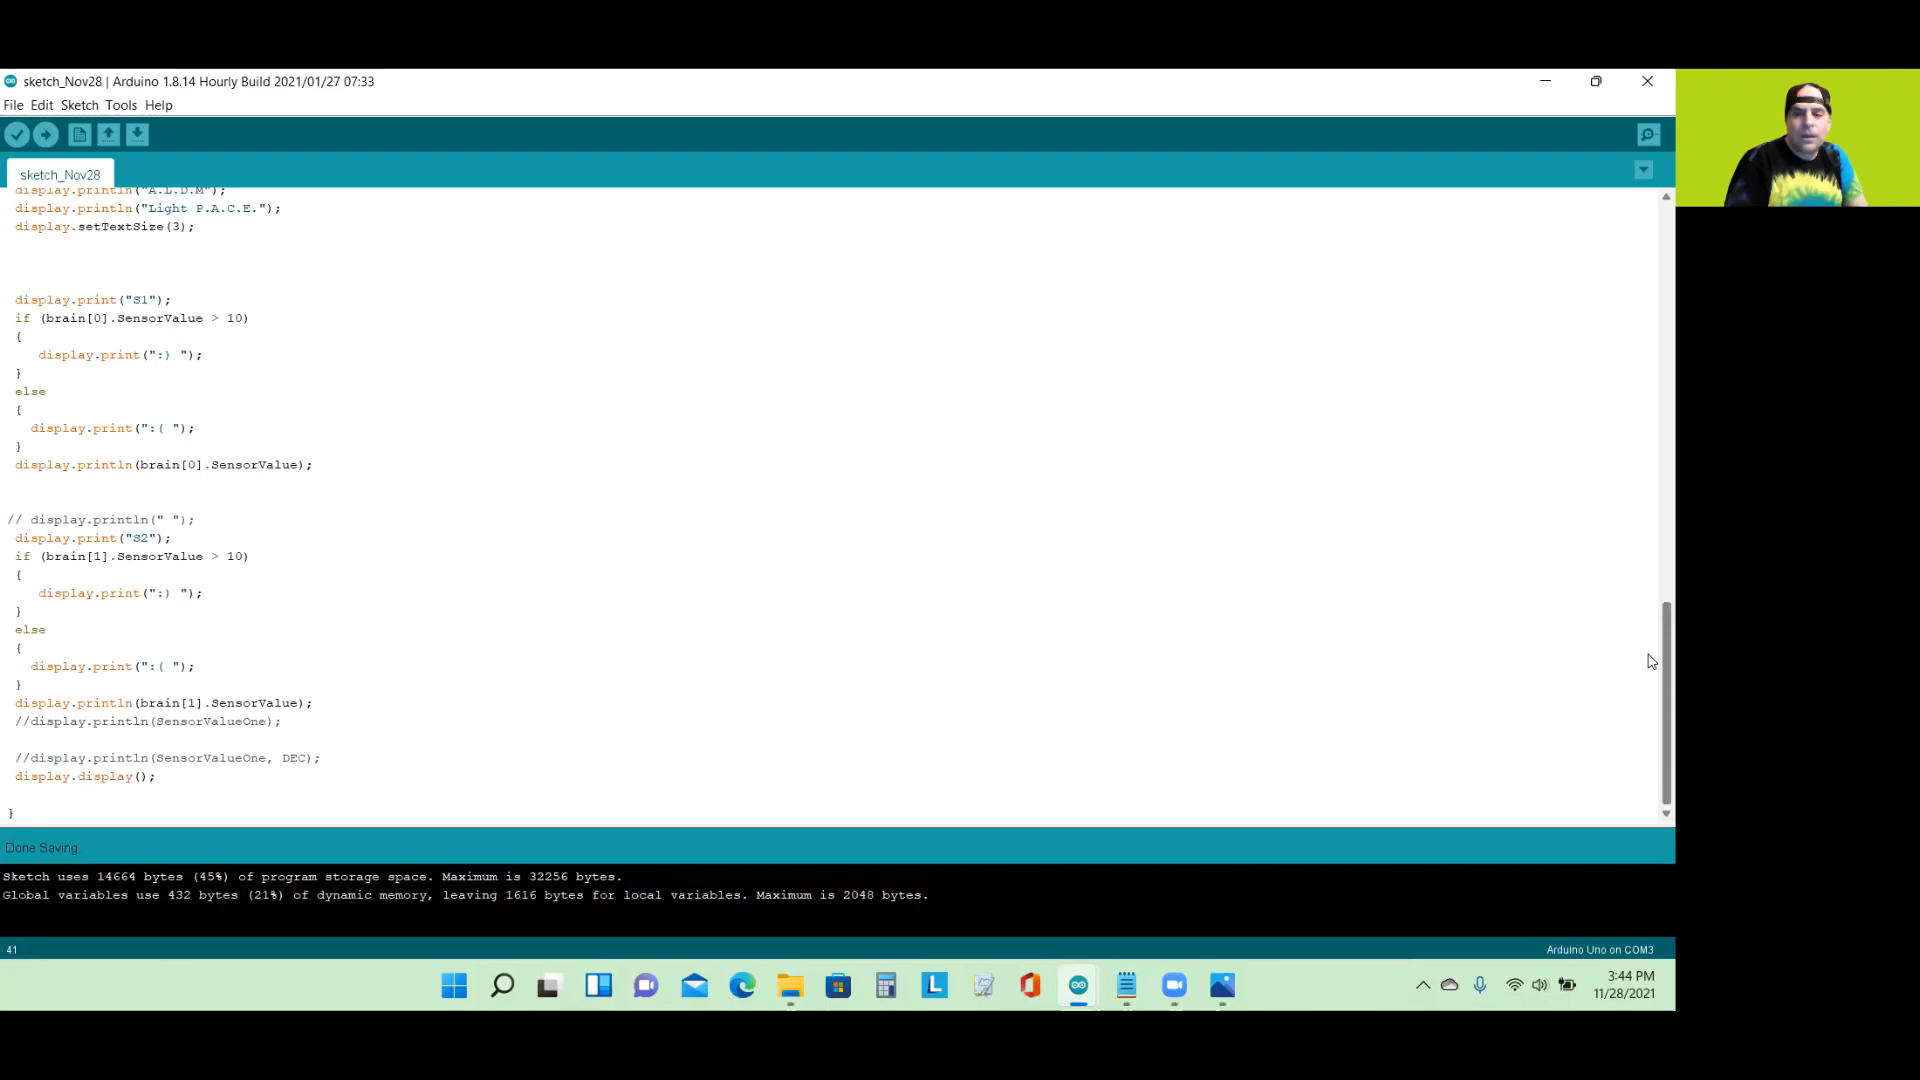 sketch_Nov28 | Arduino 1.8.14 Hourly Build 2021/01/27 07:33
File Edit Sketch Tools Help
sketch_Nov28
display.println("A.L.D.M");
display.println("Light P.A.C.E.");
display.setTextSize(3);
display.print("S1");
if (brain[0].SensorValue > 10)
{
display.print(":) ");
}
else
{
display.print(":( ");
}
display.println(brain[0].SensorValue);
// display.println(" ");
display.print("S2");
if (brain[1].SensorValue > 10)
{
display.print(":) ");
}
else
{
display.print(":( ");
}
display.println(brain[1].SensorValue);
//display.println(SensorValueOne);
//display.println(SensorValueOne, DEC);
display.display();
}
Done Saving.
Sketch uses 14664 bytes (45%) of program storage space. Maximum is 32256 bytes.
Global variables use 432 bytes (21%) of dynamic memory, leaving 1616 bytes for local variables. Maximum is 2048 bytes.
41
Arduino Uno on COM3
L
3:44 PM
11/28/2021